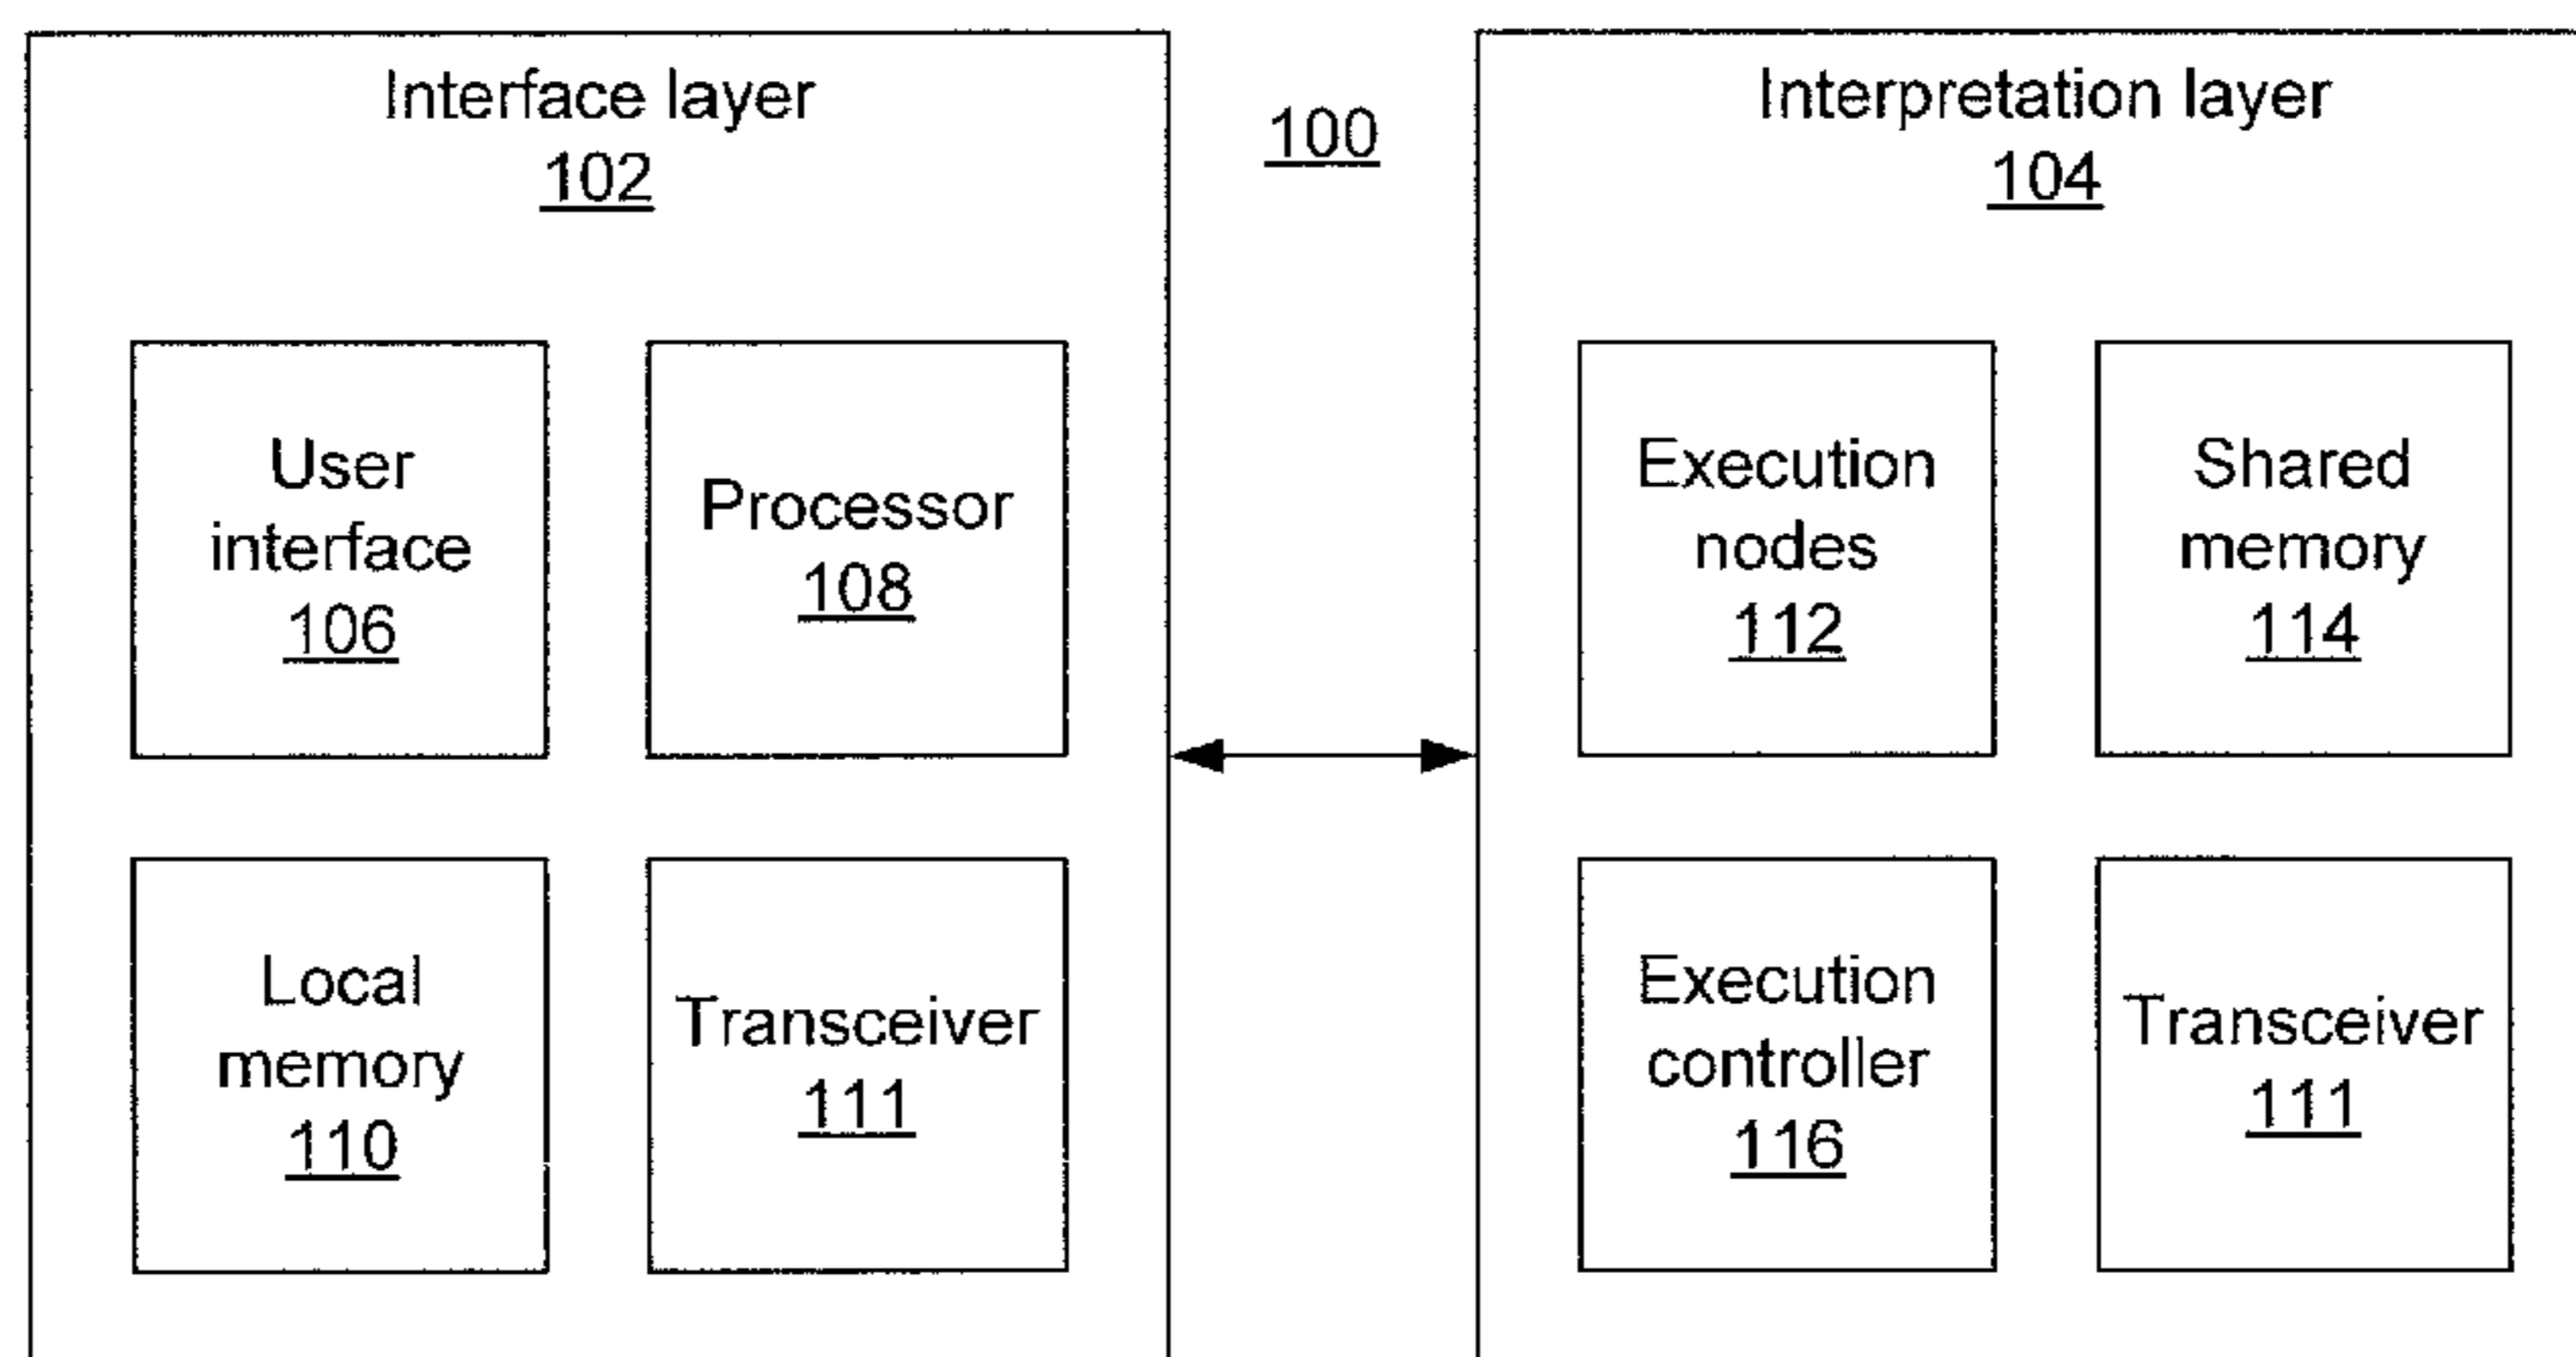 Interface layer
102
100
Interpretation layer
104
User
interface
106
Processor
108
Execution
nodes
112
Shared
memory
114
Local
memory
110
Transceiver
111
Execution
controller
116
Transceiver
111